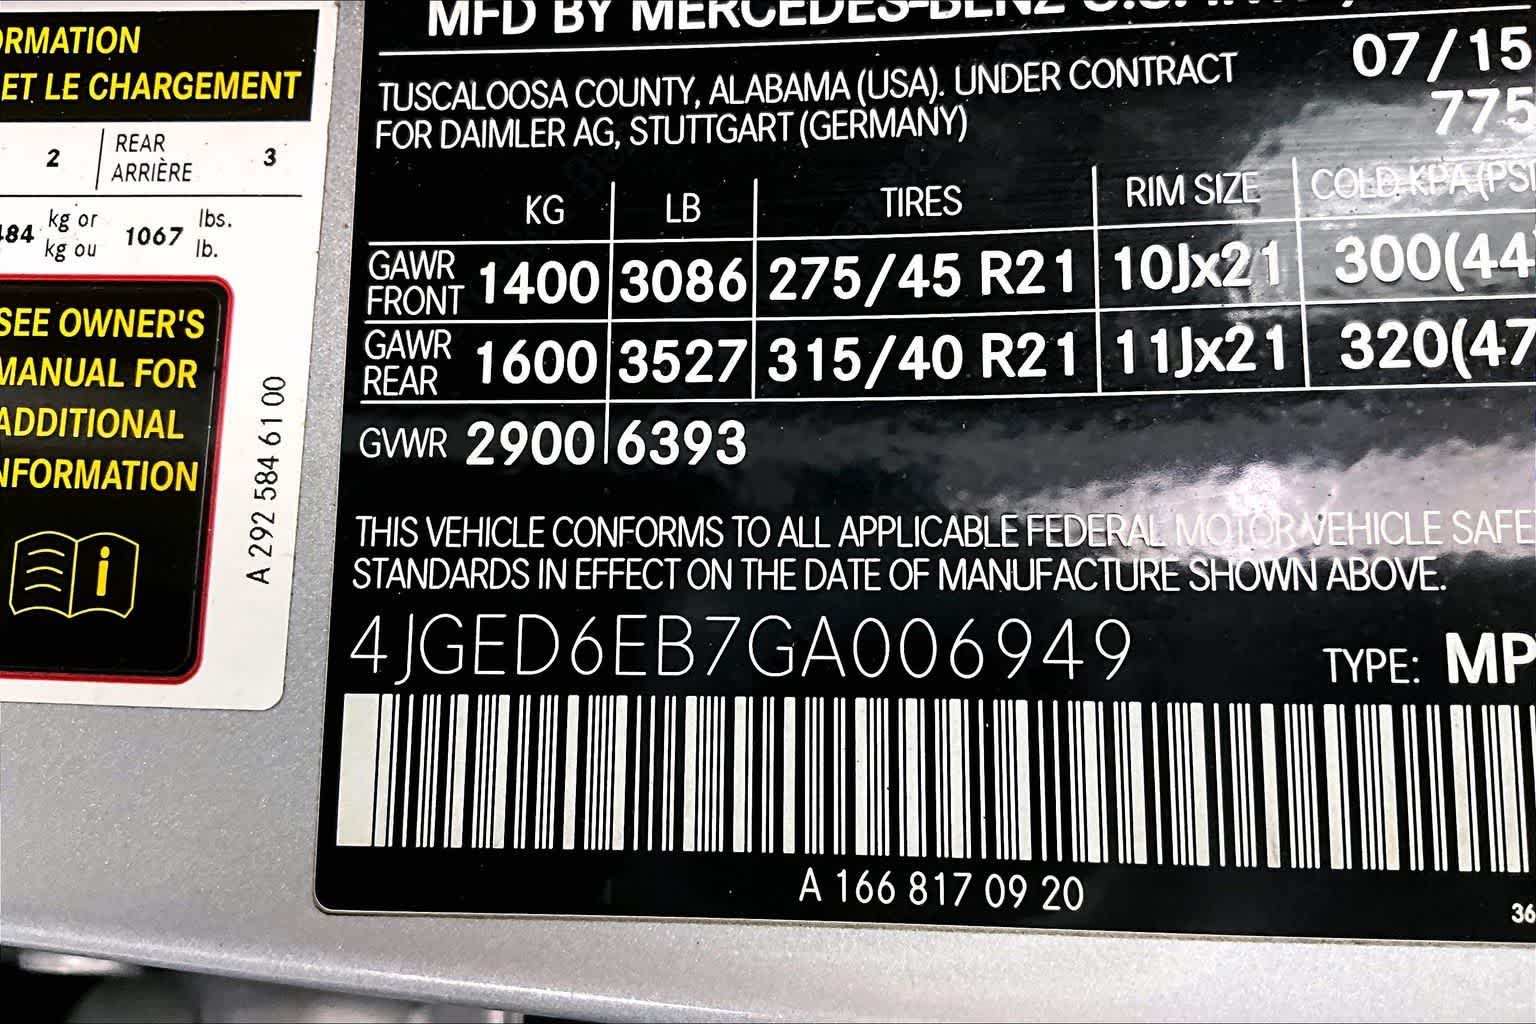 ORMATION
ET LE CHARGEMENT
2 REAR ARRIÈRE 3
484 kg or kg ou 1067 lbs. lb.
SEE OWNER'S
MANUAL FOR
ADDITIONAL
INFORMATION
i
A 292 584 61 00
MFD BY MERCEDES-BENZ U.S.
07/15
TUSCALOOSA COUNTY, ALABAMA (USA). UNDER CONTRACT
FOR DAIMLER AG, STUTTGART (GERMANY)
775
KG LB TIRES RIM SIZE COLD KPA(PSI
GAWR FRONT 1400 3086 275/45 R21 10Jx21 300(44
GAWR REAR 1600 3527 315/40 R21 11Jx21 320(47
GVWR 2900 6393
THIS VEHICLE CONFORMS TO ALL APPLICABLE FEDERAL MOTOR VEHICLE SAFE
STANDARDS IN EFFECT ON THE DATE OF MANUFACTURE SHOWN ABOVE.
4JGED6EB7GA006949
TYPE: MP
A 166 817 09 20
36